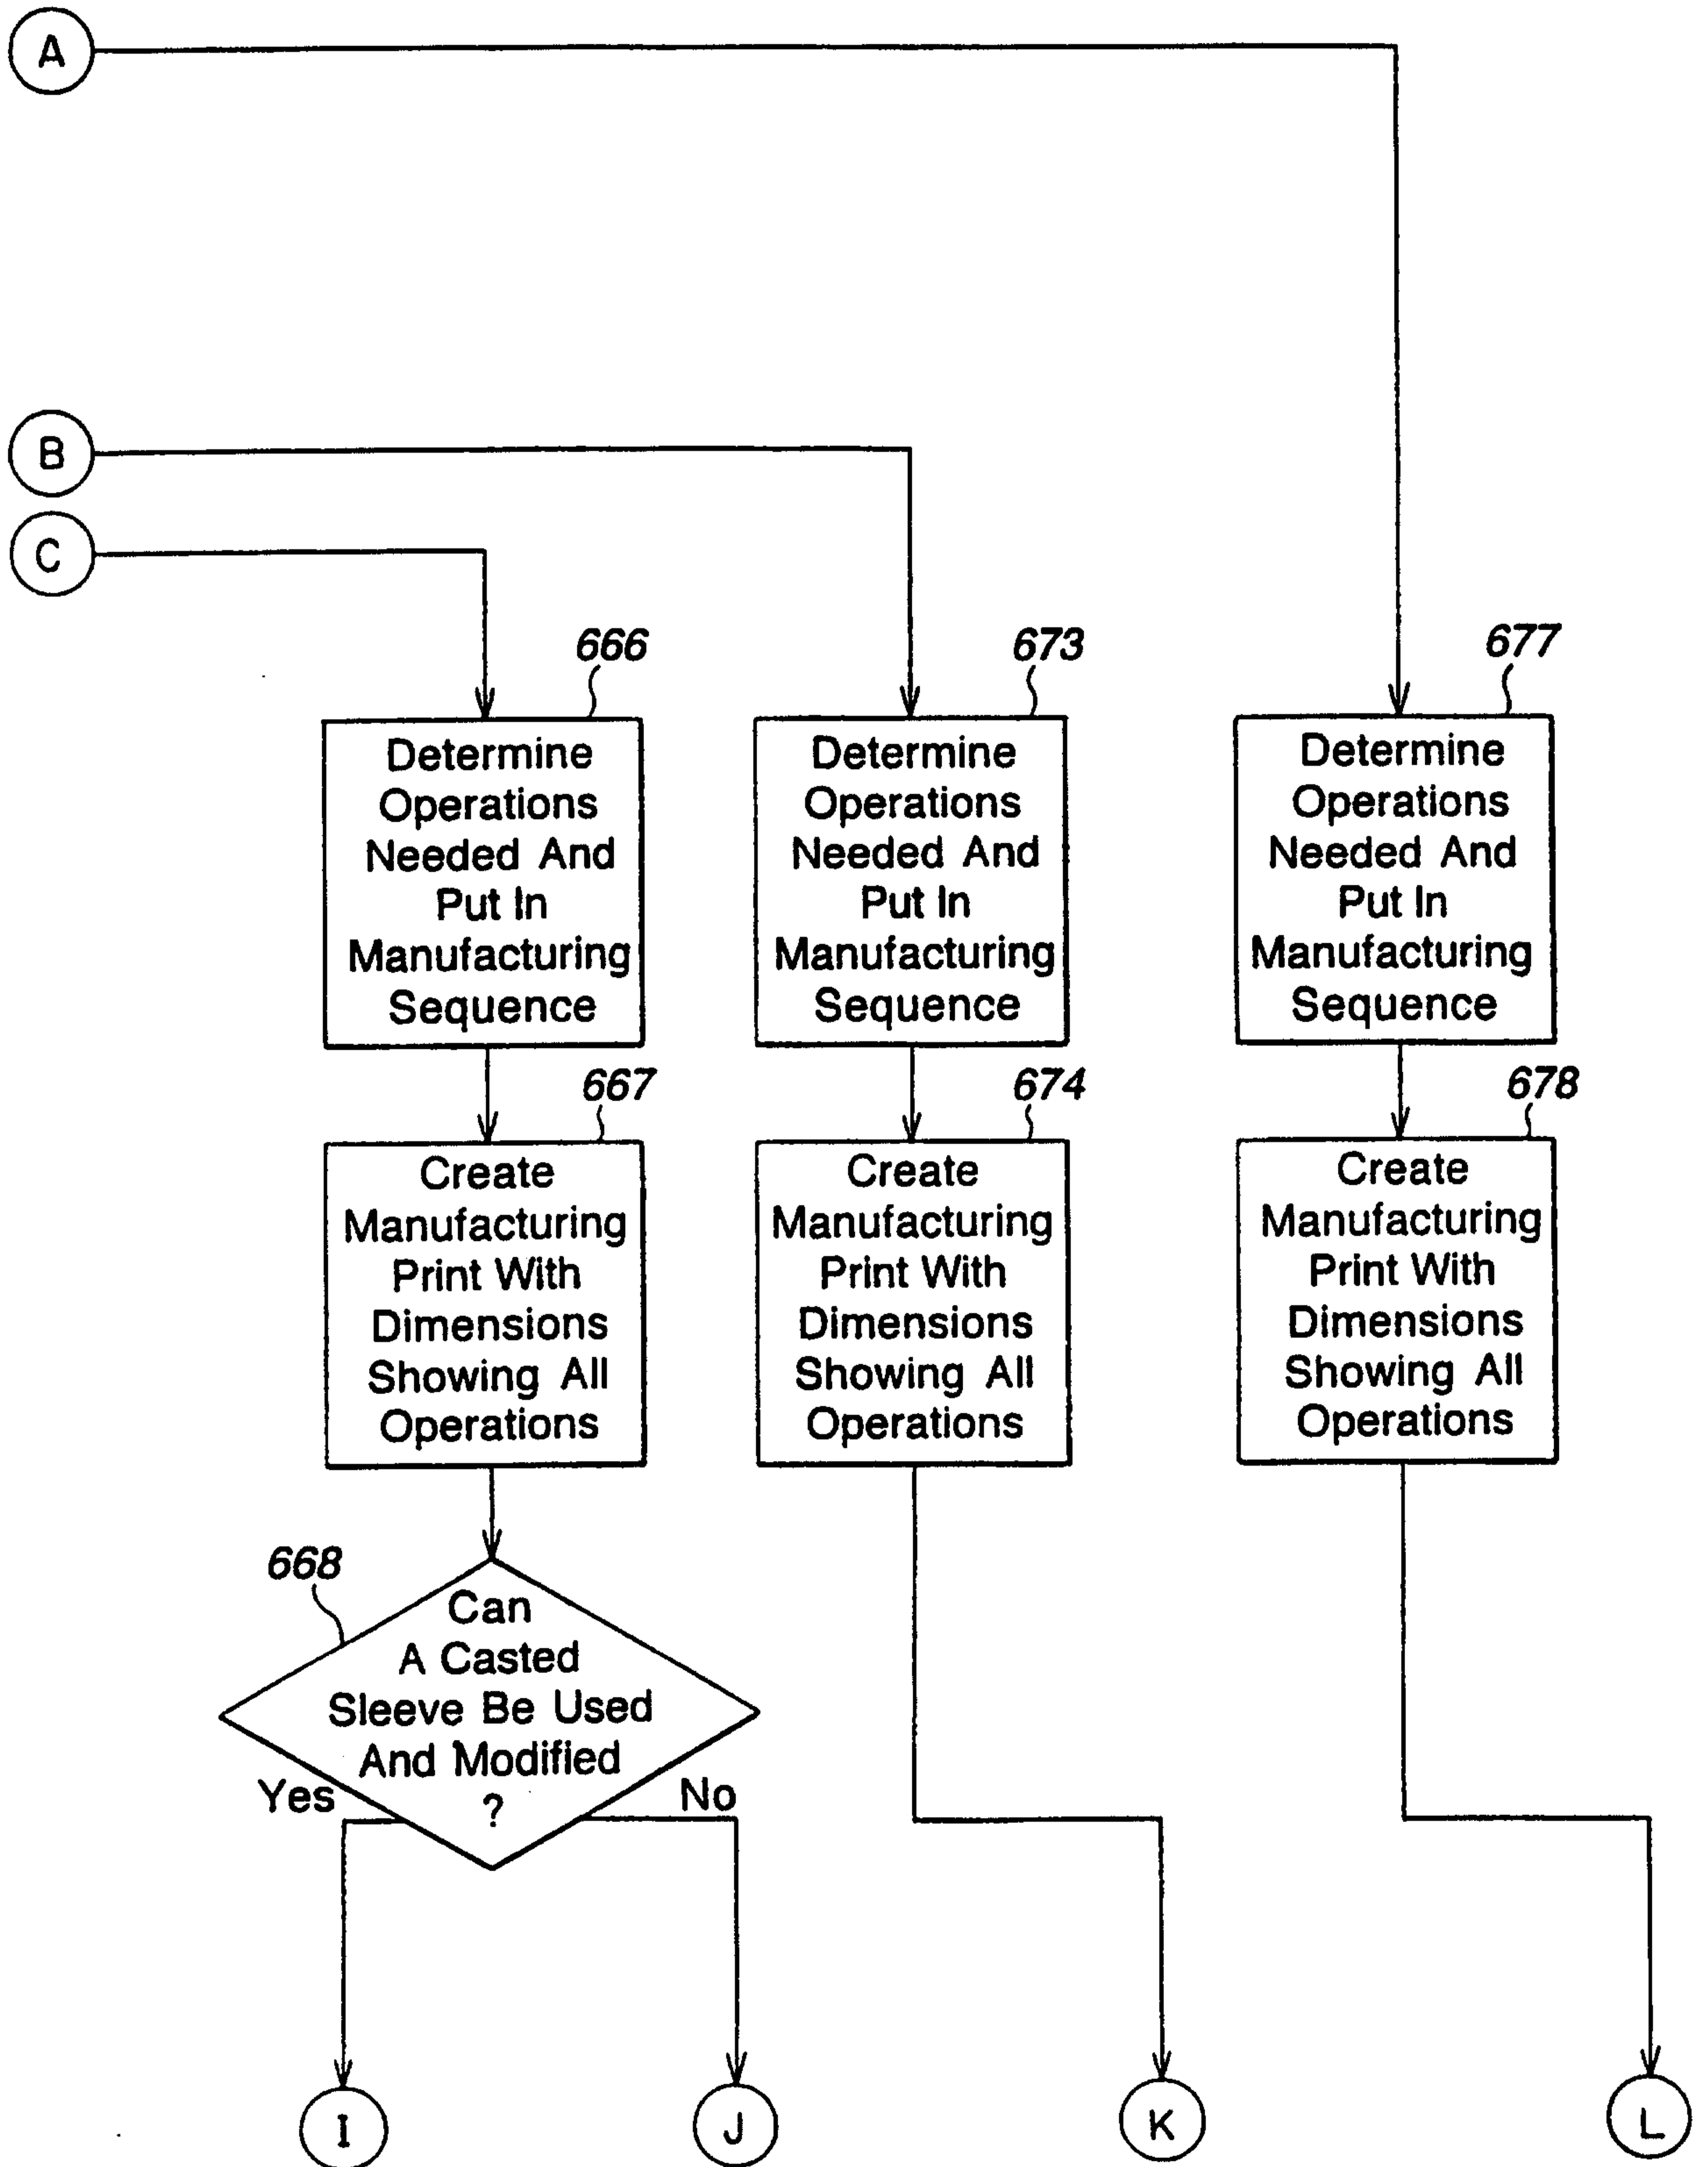 A
B
C
666
Determine
Operations
Needed And
Put In
Manufacturing
Sequence
667
Create
Manufacturing
Print With
Dimensions
Showing All
Operations
668
Can
A Casted
Sleeve Be Used
And Modified
?
Yes
No
I
J
673
Determine
Operations
Needed And
Put In
Manufacturing
Sequence
674
Create
Manufacturing
Print With
Dimensions
Showing All
Operations
K
677
Determine
Operations
Needed And
Put In
Manufacturing
Sequence
678
Create
Manufacturing
Print With
Dimensions
Showing All
Operations
L